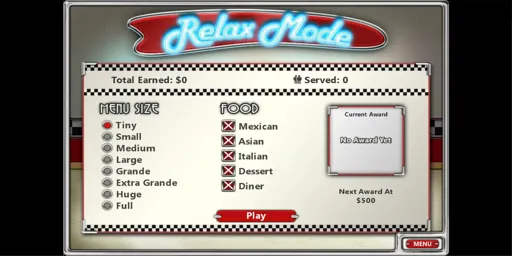 Relax Mode
Total Earned: $0
Served: 0
MENU SIZE
Tiny
Small
Medium
Large
Grande
Extra Grande
Huge
Full
FOOD
Mexican
Asian
Italian
Dessert
Diner
Current Award
No Award Yet
Next Award At
$500
Play
MENU